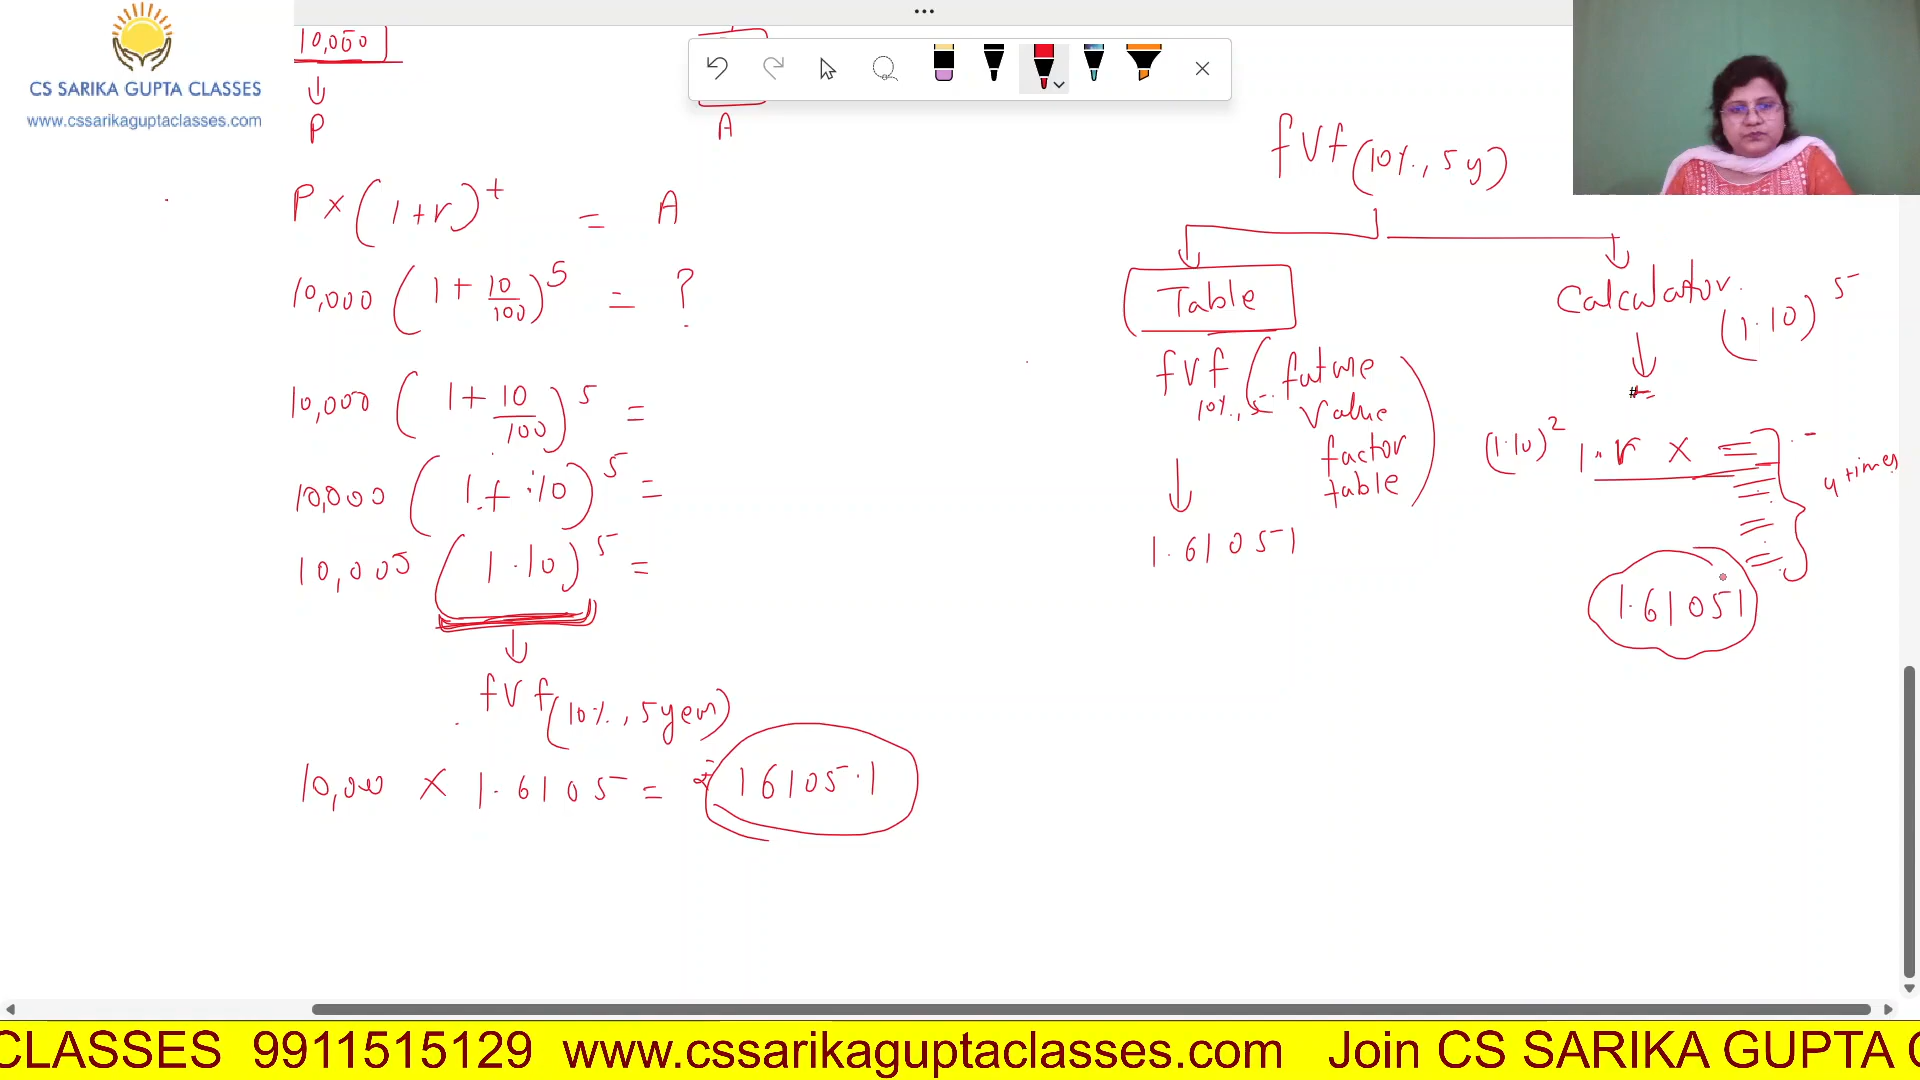 10,000
P
A
CS SARIKA GUPTA CLASSES
www.cssarikaguptaclasses.com
P × (1+r)^t = A
10,000 (1 + 10/100)^5 = ?
10,000 (1 + 10/100)^5 =
10,000 (1 + .10)^5 =
10,000 (1.10)^5 =
fvf (10%, 5 year)
10,000 × 1.6105 = 16105.1
fvf (10%, 5y)
Table
fvf 10%, 5 (future
value
factor
table)
1.61051
Calculator
(1.10)^5
(1.10)^2 1.r × =
4 times
1.61051
CLASSES 9911515129 www.cssarikaguptaclasses.com Join CS SARIKA GUPTA